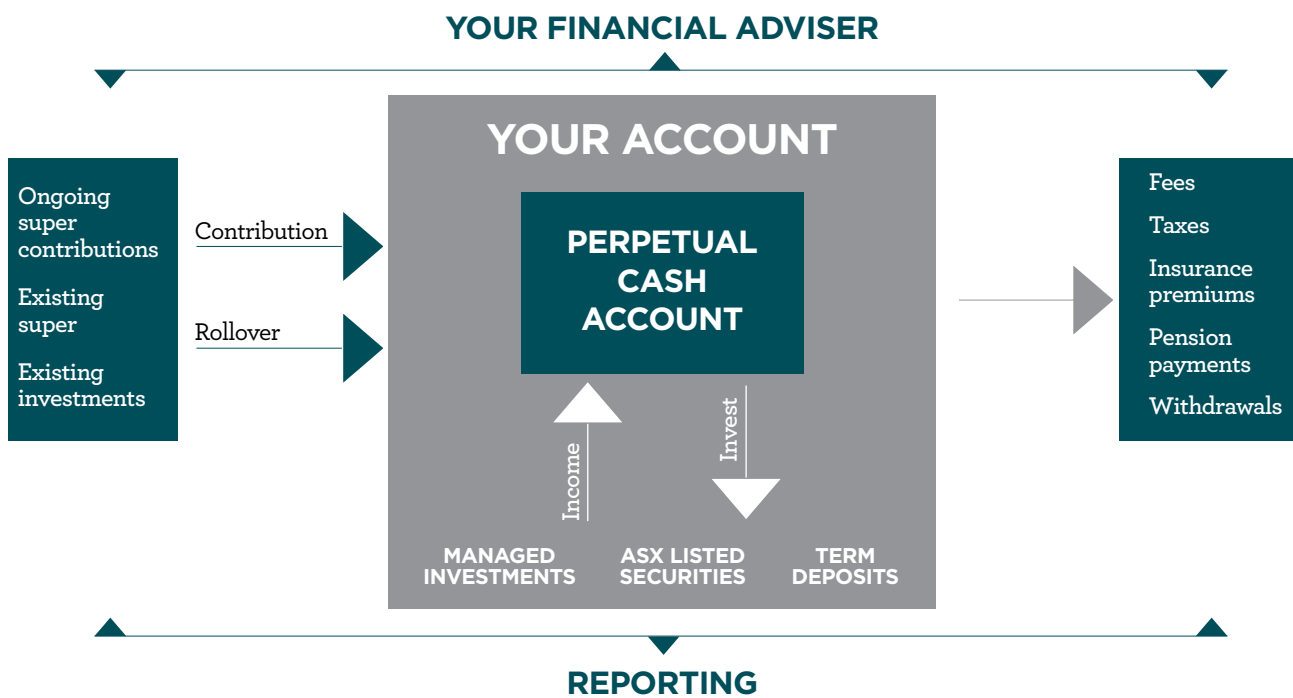 YOUR FINANCIAL ADVISER
Ongoing
super
contributions
Existing
super
Existing
investments
Contribution
Rollover
YOUR ACCOUNT
PERPETUAL
CASH
ACCOUNT
Income
Invest
MANAGED
INVESTMENTS
ASX LISTED
SECURITIES
TERM
DEPOSITS
Fees
Taxes
Insurance
premiums
Pension
payments
Withdrawals
REPORTING